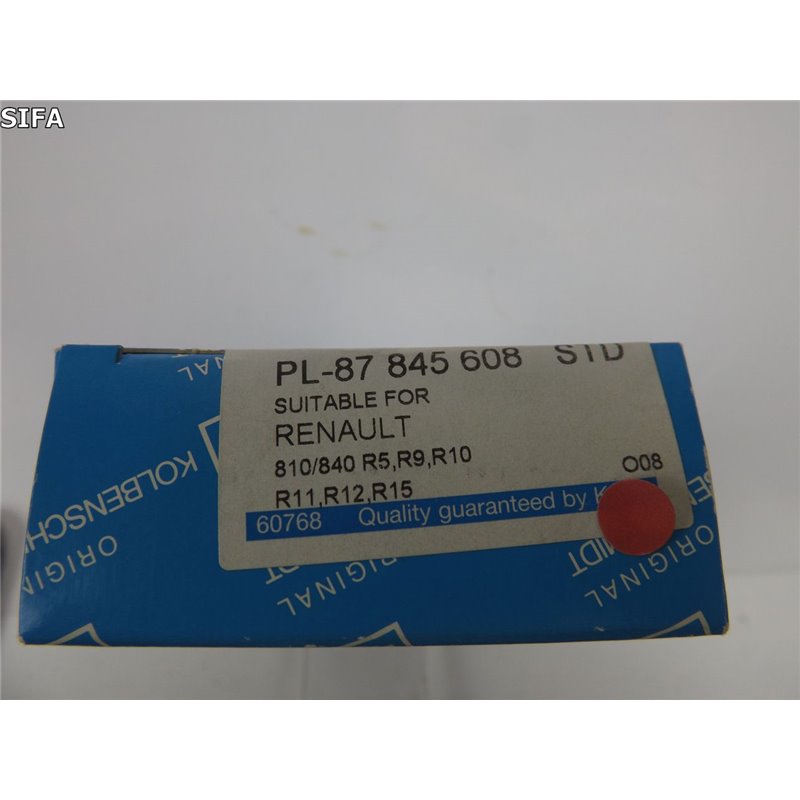 SIFA
PL-87 845 608 STD
SUITABLE FOR
RENAULT
810/840 R5,R9,R10
R11,R12,R15
O08
60768 Quality guaranteed by
ORIGINAL
KOLBENSCH
ORIGINAL
ORIGINAL